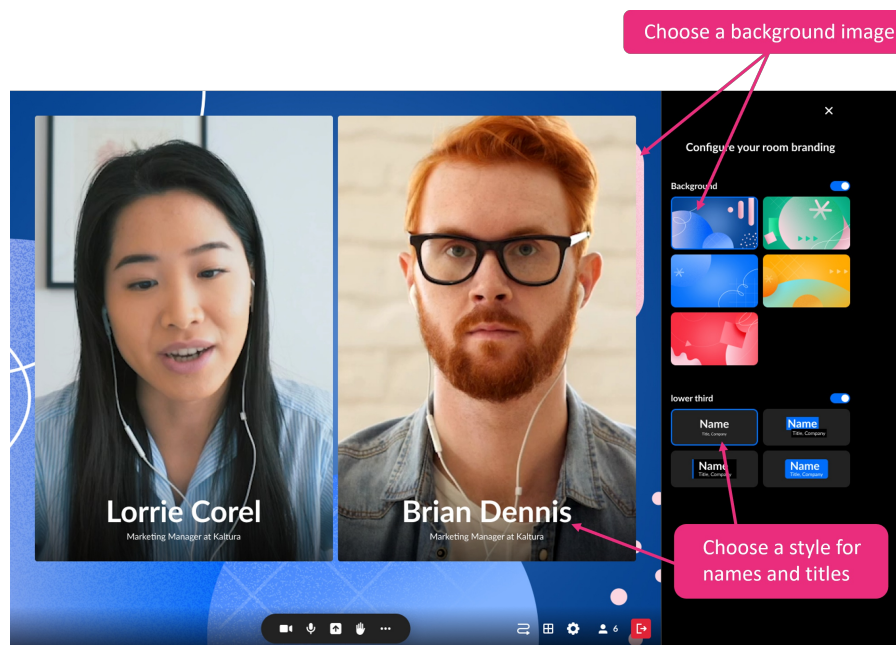 Choose a background image
Configure your room branding
Background
lower third
Name
Title, Company
Name
Title, Company
Name
Title, Company
Name
Title, Company
Lorrie Corel
Marketing Manager at Kaltura
Brian Dennis
Marketing Manager at Kaltura
Choose a style for
names and titles
6